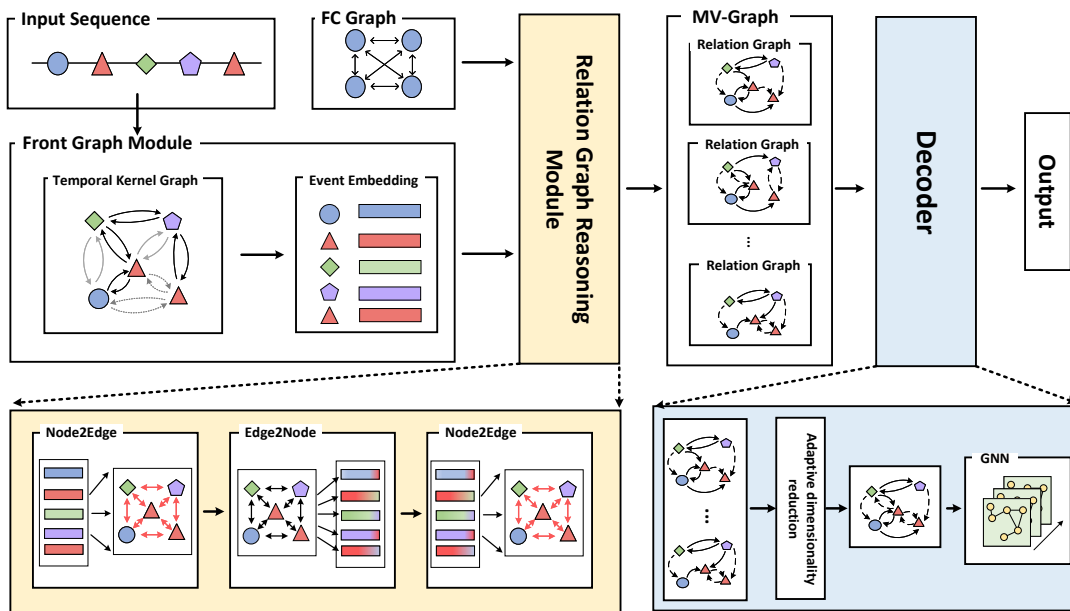 Input Sequence
FC Graph
MV-Graph
Relation Graph
Relation Graph
...
Relation Graph
Front Graph Module
Temporal Kernel Graph
Event Embedding
Relation Graph Reasoning
Module
Decoder
Output
Node2Edge
Edge2Node
Node2Edge
...
Adaptive dimensionality
reduction
GNN